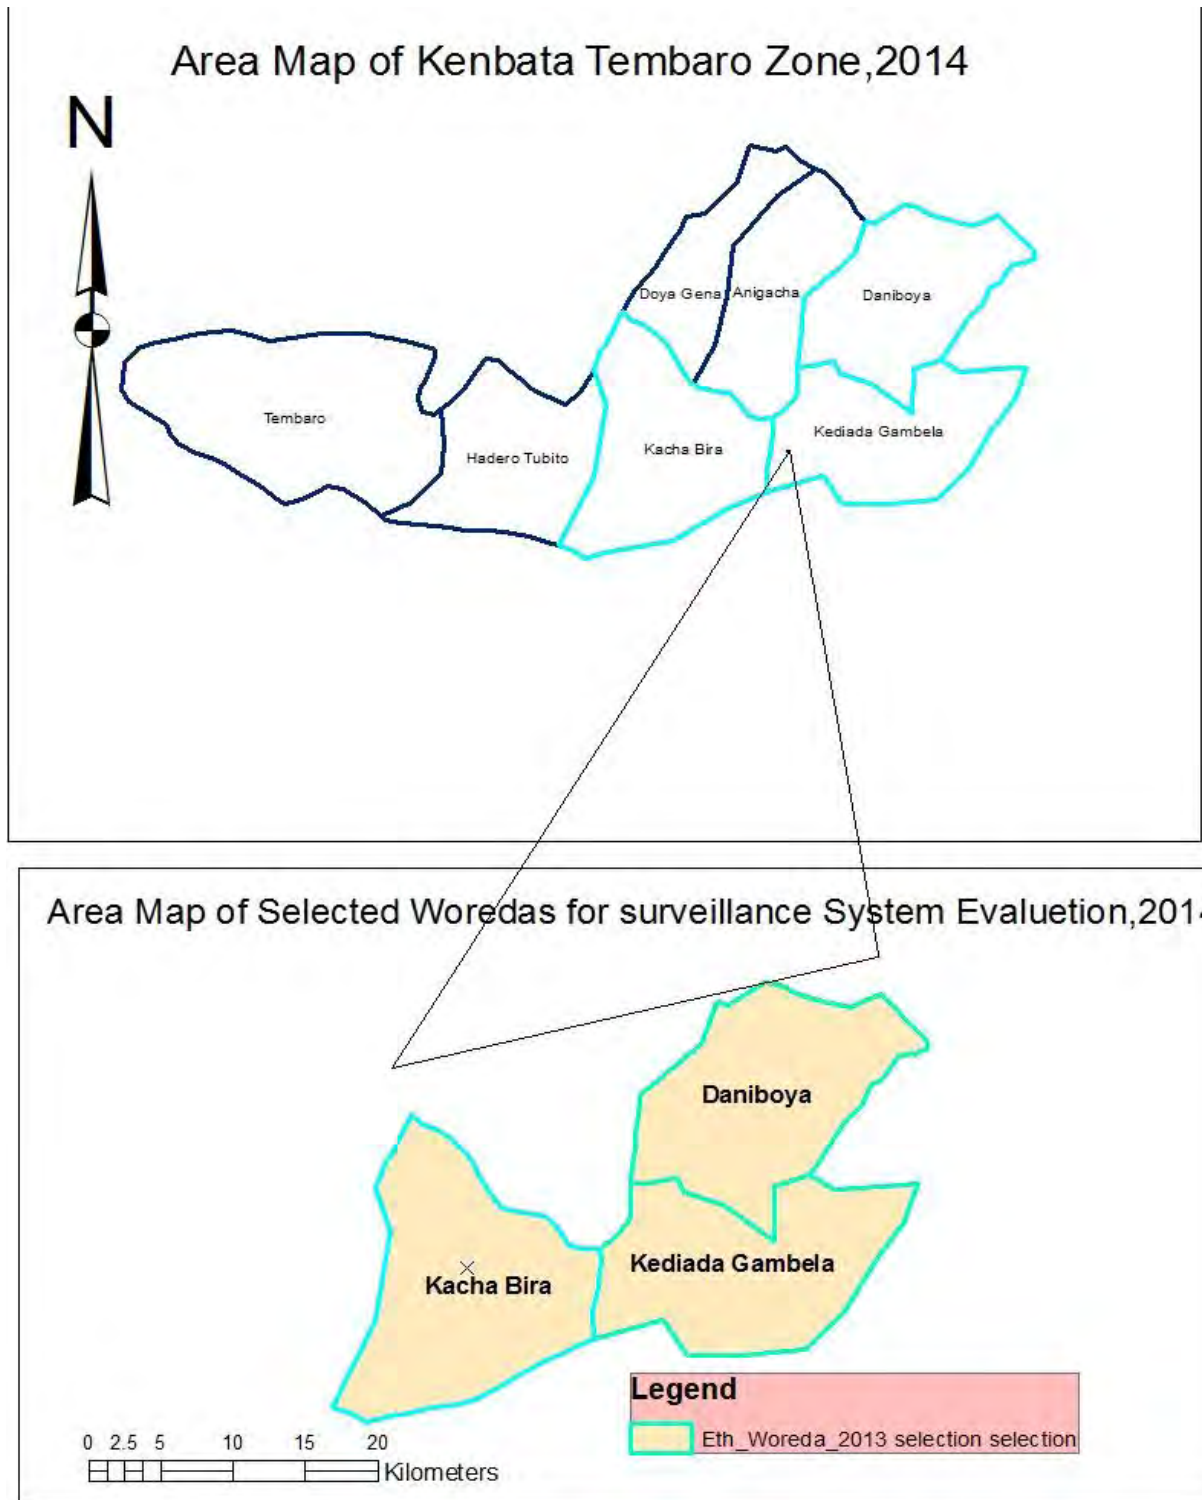 Area Map of Kenbata Tembaro Zone,2014
N
Doya Gena
Anigacha
Daniboya
Tembaro
Hadero Tubito
Kacha Bira
Kediada Gambela
Area Map of Selected Woredas for surveillance System Evaluetion,201
Daniboya
Kediada Gambela
Kacha Bira
Legend
Eth_Woreda_2013 selection selection
0 2.5 5 10 15 20
Kilometers